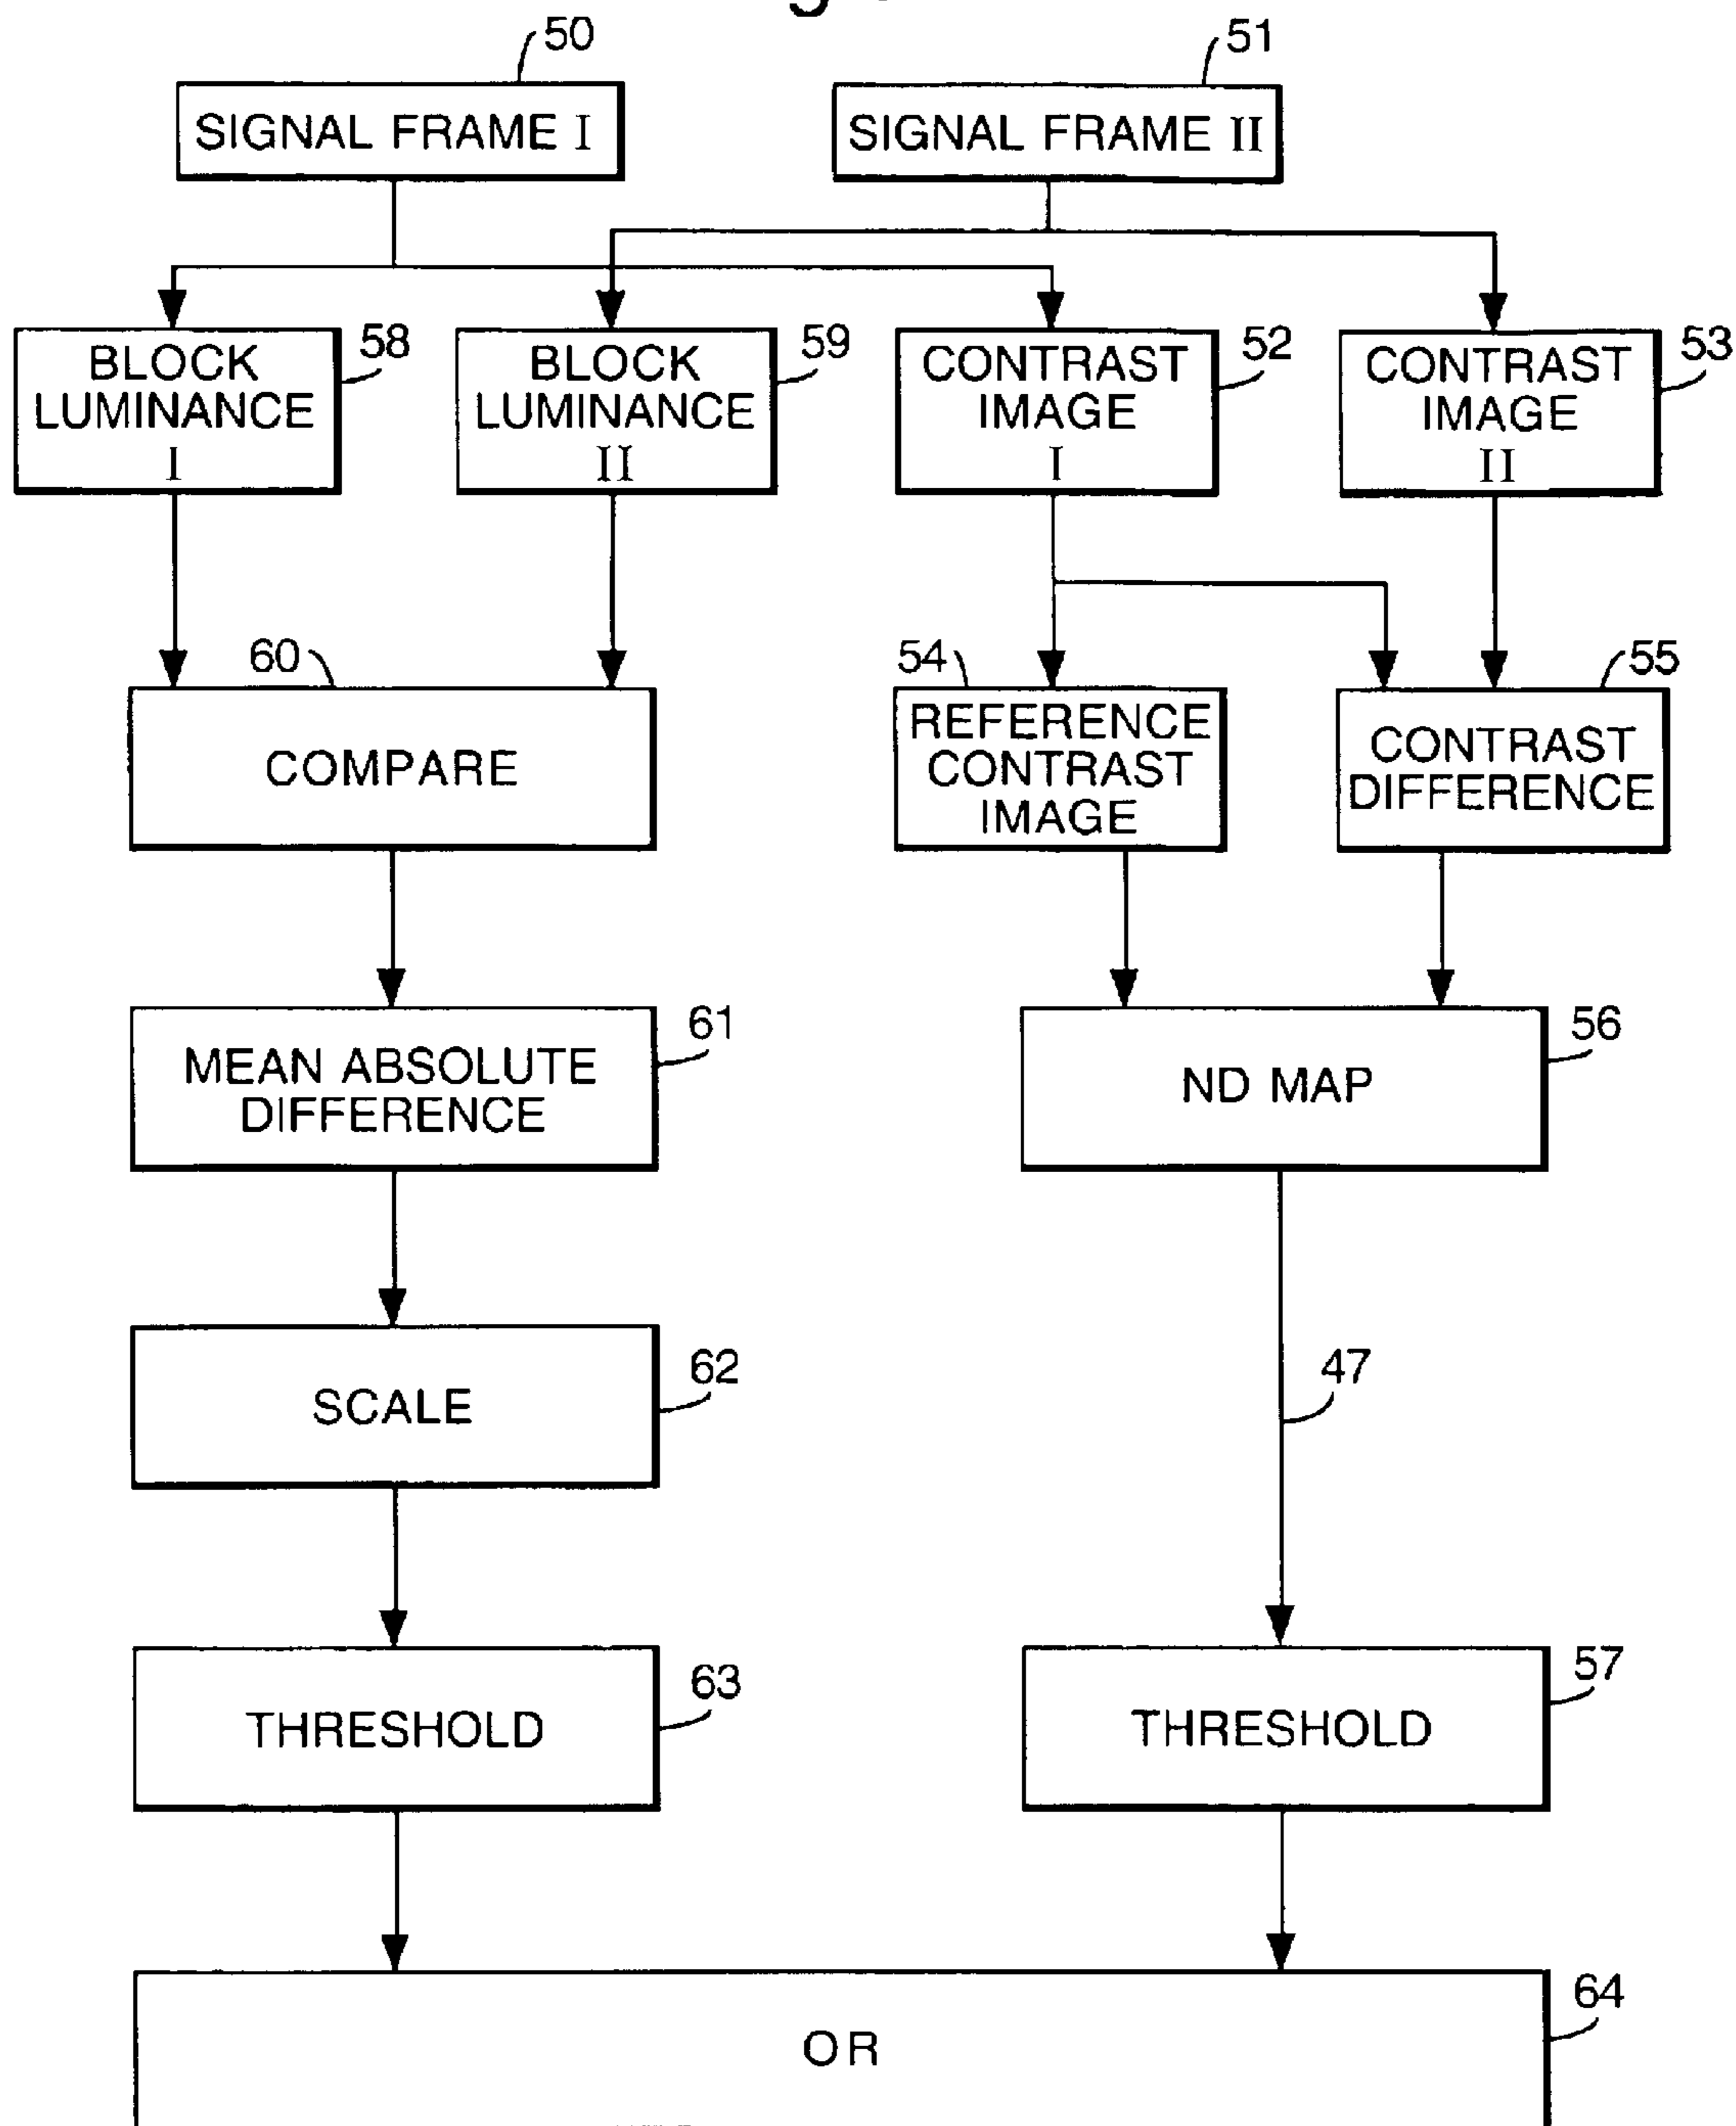 50
51
SIGNAL FRAME I
SIGNAL FRAME II
BLOCK
LUMINANCE
I
58
BLOCK
LUMINANCE
II
59
CONTRAST
IMAGE
I
52
CONTRAST
IMAGE
II
53
60
COMPARE
54
REFERENCE
CONTRAST
IMAGE
55
CONTRAST
DIFFERENCE
MEAN ABSOLUTE
DIFFERENCE
61
ND MAP
56
SCALE
62
47
THRESHOLD
63
THRESHOLD
57
OR
64